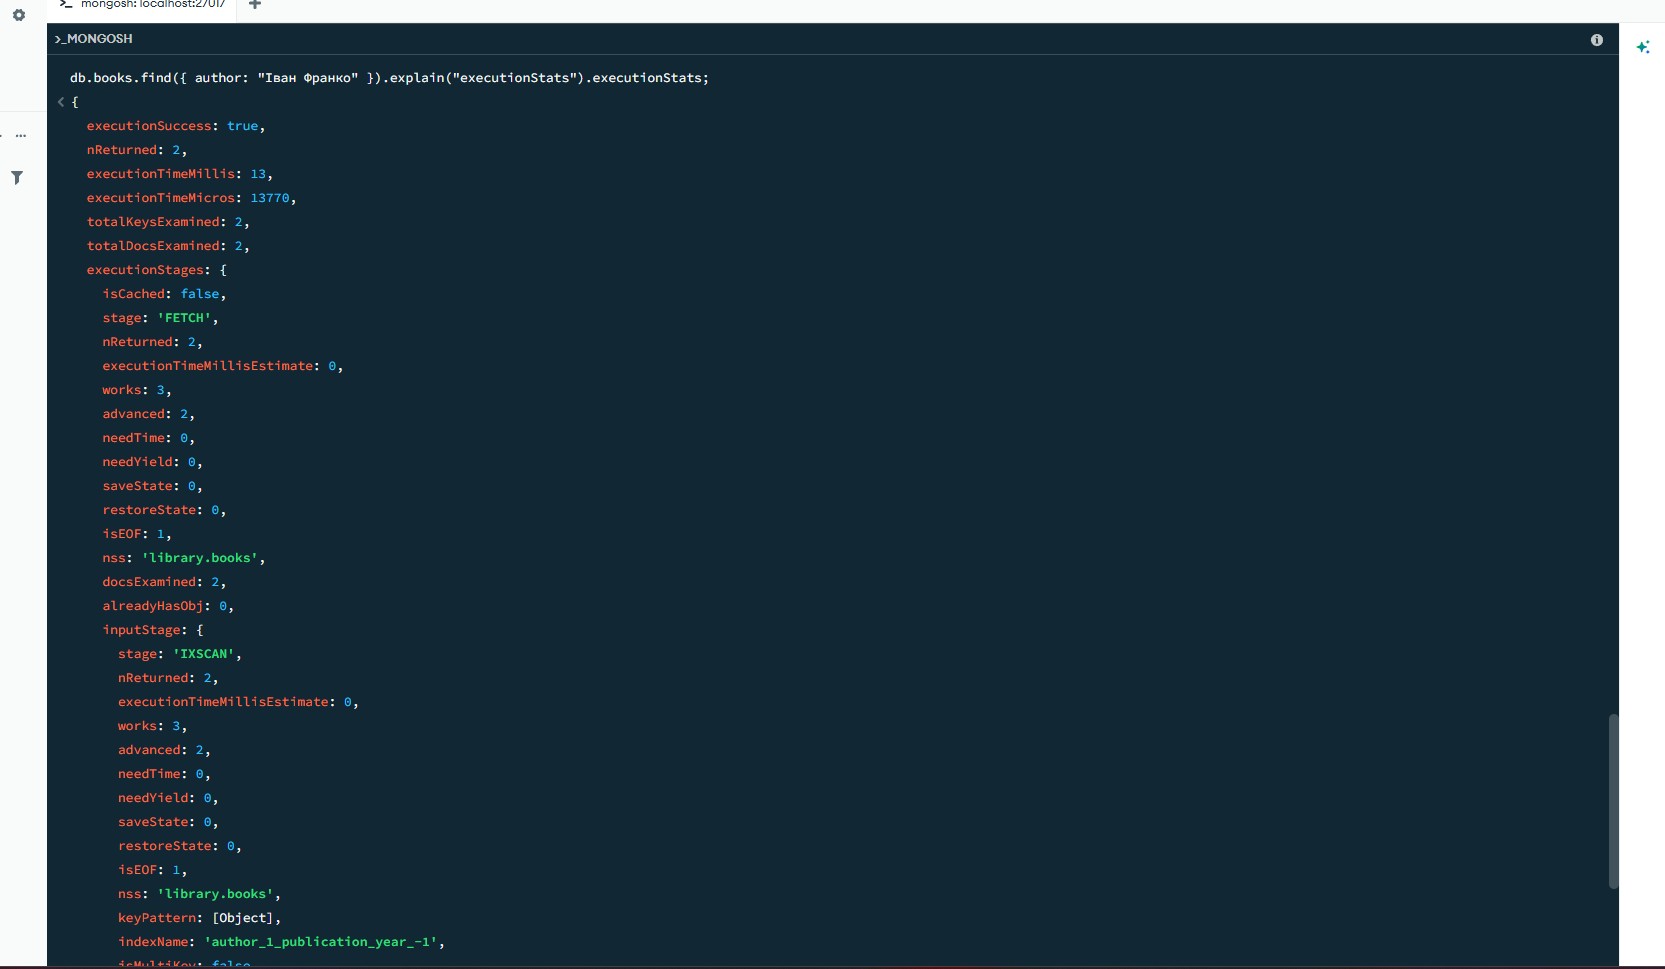 mongosh: localhost:27017
>_MONGOSH
db.books.find({ author: "Іван Франко" }).explain("executionStats").executionStats;
{
executionSuccess: true,
nReturned: 2,
executionTimeMillis: 13,
executionTimeMicros: 13770,
totalKeysExamined: 2,
totalDocsExamined: 2,
executionStages: {
isCached: false,
stage: 'FETCH',
nReturned: 2,
executionTimeMillisEstimate: 0,
works: 3,
advanced: 2,
needTime: 0,
needYield: 0,
saveState: 0,
restoreState: 0,
isEOF: 1,
nss: 'library.books',
docsExamined: 2,
alreadyHasObj: 0,
inputStage: {
stage: 'IXSCAN',
nReturned: 2,
executionTimeMillisEstimate: 0,
works: 3,
advanced: 2,
needTime: 0,
needYield: 0,
saveState: 0,
restoreState: 0,
isEOF: 1,
nss: 'library.books',
keyPattern: [Object],
indexName: 'author_1_publication_year_-1',
isMultiKey: false